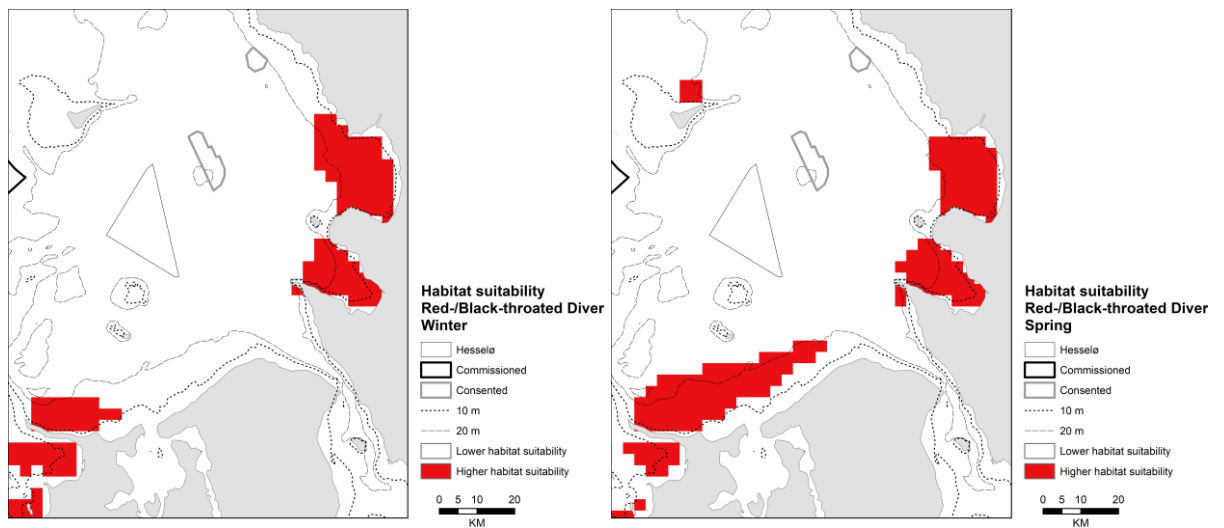 Habitat suitability
Red-/Black-throated Diver
Winter
Hesselø
Commissioned
Consented
10 m
20 m
Lower habitat suitability
Higher habitat suitability
0 5 10 20
KM
Habitat suitability
Red-/Black-throated Diver
Spring
Hesselø
Commissioned
Consented
10 m
20 m
Lower habitat suitability
Higher habitat suitability
0 5 10 20
KM